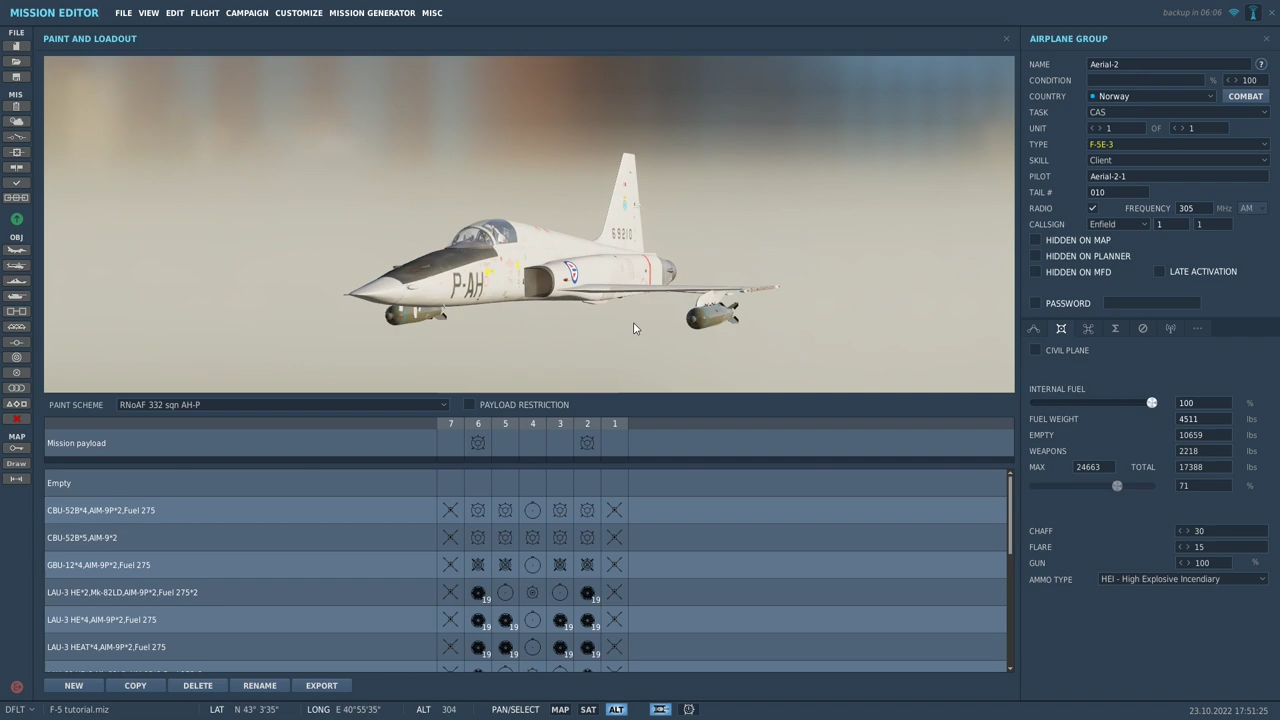 MISSION EDITOR FILE VIEW EDIT FLIGHT CAMPAIGN CUSTOMIZE MISSION GENERATOR MISC backup in 06:06
FILE
MIS
OBJ
MAP
Draw
PAINT AND LOADOUT
69210
P-AH
PAINT SCHEME RNoAF 332 sqn AH-P PAYLOAD RESTRICTION
7 6 5 4 3 2 1
Mission payload
Empty
CBU-52B*4,AIM-9P*2,Fuel 275
CBU-52B*5,AIM-9*2
GBU-12*4,AIM-9P*2,Fuel 275
LAU-3 HE*2,Mk-82LD,AIM-9P*2,Fuel 275*2 19 19
LAU-3 HE*4,AIM-9P*2,Fuel 275 19 19 19 19
LAU-3 HEAT*4,AIM-9P*2,Fuel 275 19 19 19 19
NEW COPY DELETE RENAME EXPORT
AIRPLANE GROUP
NAME Aerial-2 ?
CONDITION % < > 100
COUNTRY Norway COMBAT
TASK CAS
UNIT < > 1 OF < > 1
TYPE F-5E-3
SKILL Client
PILOT Aerial-2-1
TAIL # 010
RADIO FREQUENCY 305 MHz AM
CALLSIGN Enfield 1 1
HIDDEN ON MAP
HIDDEN ON PLANNER
HIDDEN ON MFD LATE ACTIVATION
PASSWORD
CIVIL PLANE
INTERNAL FUEL
100 %
FUEL WEIGHT 4511 lbs
EMPTY 10659 lbs
WEAPONS 2218 lbs
MAX 24663 TOTAL 17388 lbs
71 %
CHAFF < > 30
FLARE < > 15
GUN < > 100 %
AMMO TYPE HEI - High Explosive Incendiary
DFLT F-5 tutorial.miz LAT N 43° 3'35" LONG E 40°55'35" ALT 304 PAN/SELECT MAP SAT ALT 23.10.2022 17:51:25